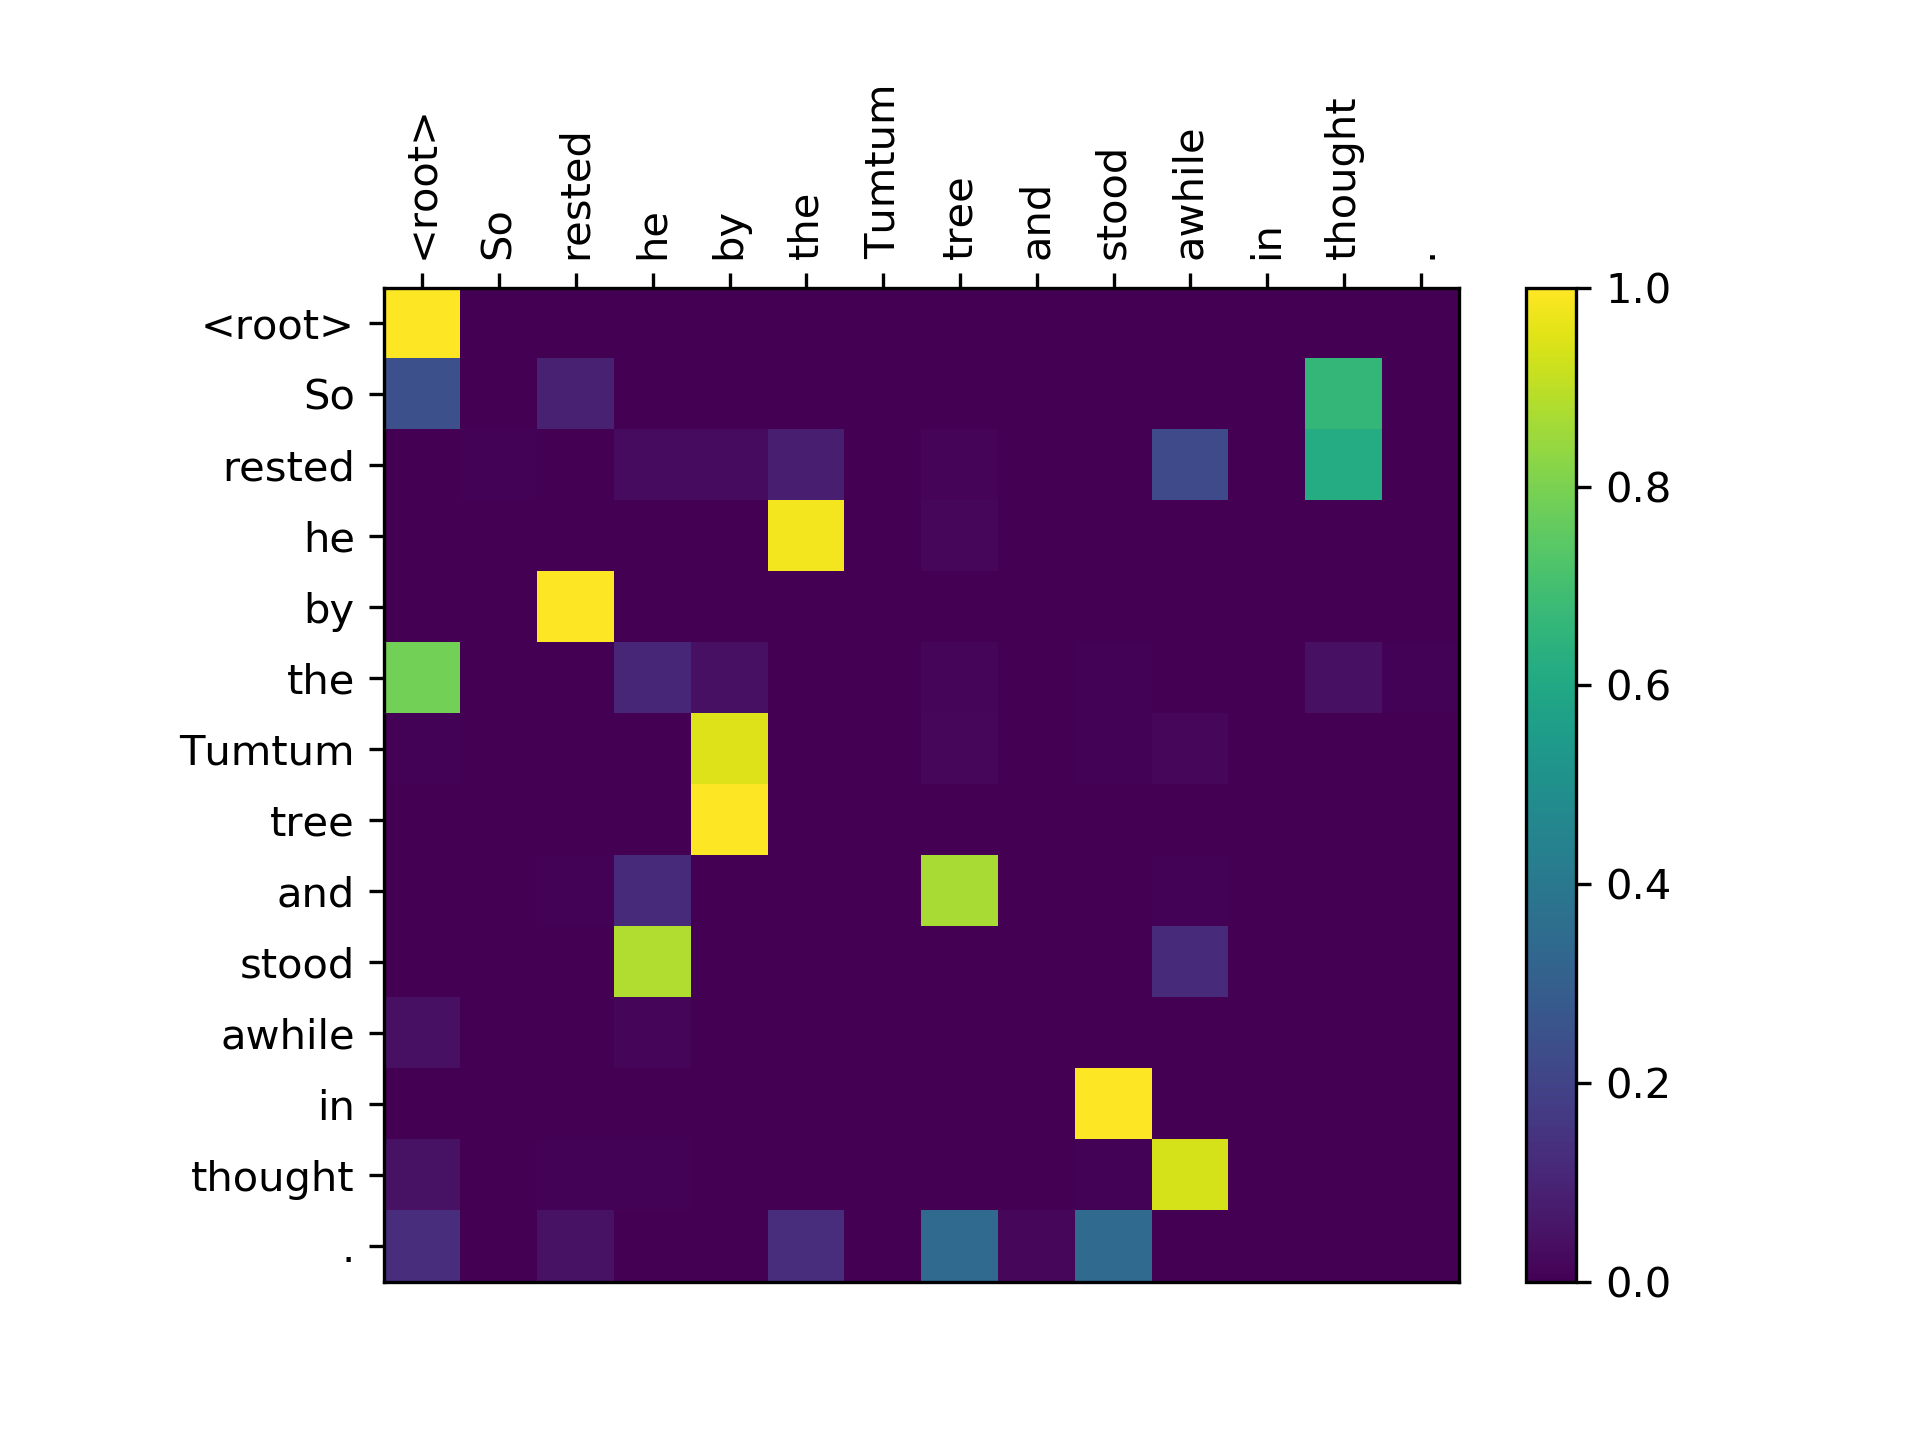 <root> So rested he by the Tumtum tree and stood awhile in thought .
<root>
So
rested
he
by
the
Tumtum
tree
and
stood
awhile
in
thought
.
1.0
0.8
0.6
0.4
0.2
0.0